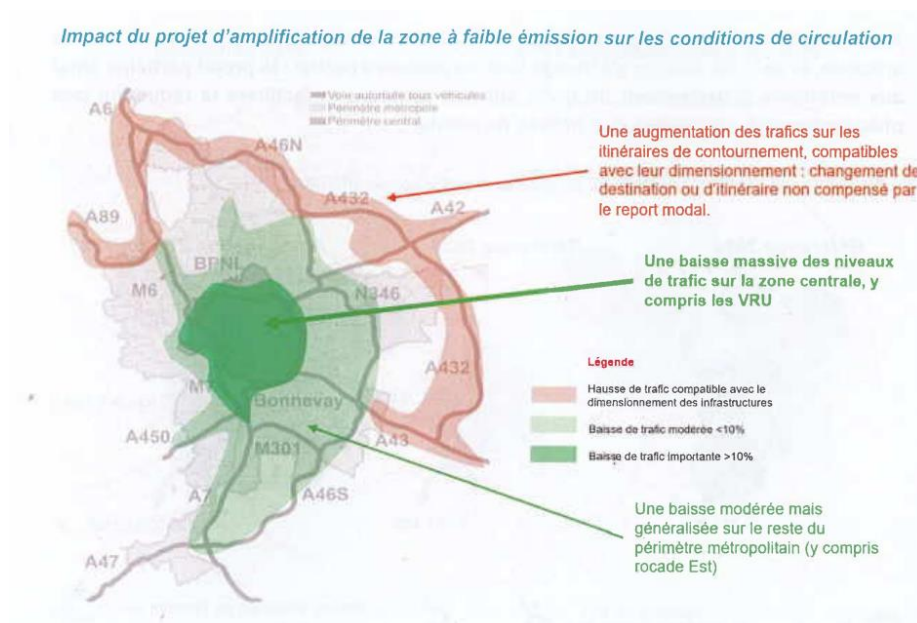 Impact du projet d'amplification de la zone à faible émission sur les conditions de circulation
Voie autorisée tous véhicules
Périmètre métropole
Périmètre central
A6
A46N
A432
A42
A89
BPNL
M6
N346
A432
M7
Bonnevay
A450
M301
A43
A7
A46S
A47
Une augmentation des trafics sur les
itinéraires de contournement, compatibles
avec leur dimensionnement : changement de
destination ou d'itinéraire non compensé par
le report modal.
Une baisse massive des niveaux
de trafic sur la zone centrale, y
compris les VRU
Légende
Hausse de trafic compatible avec le
dimensionnement des infrastructures
Baisse de trafic modérée <10%
Baisse de trafic importante >10%
Une baisse modérée mais
généralisée sur le reste du
périmètre métropolitain (y compris
rocade Est)